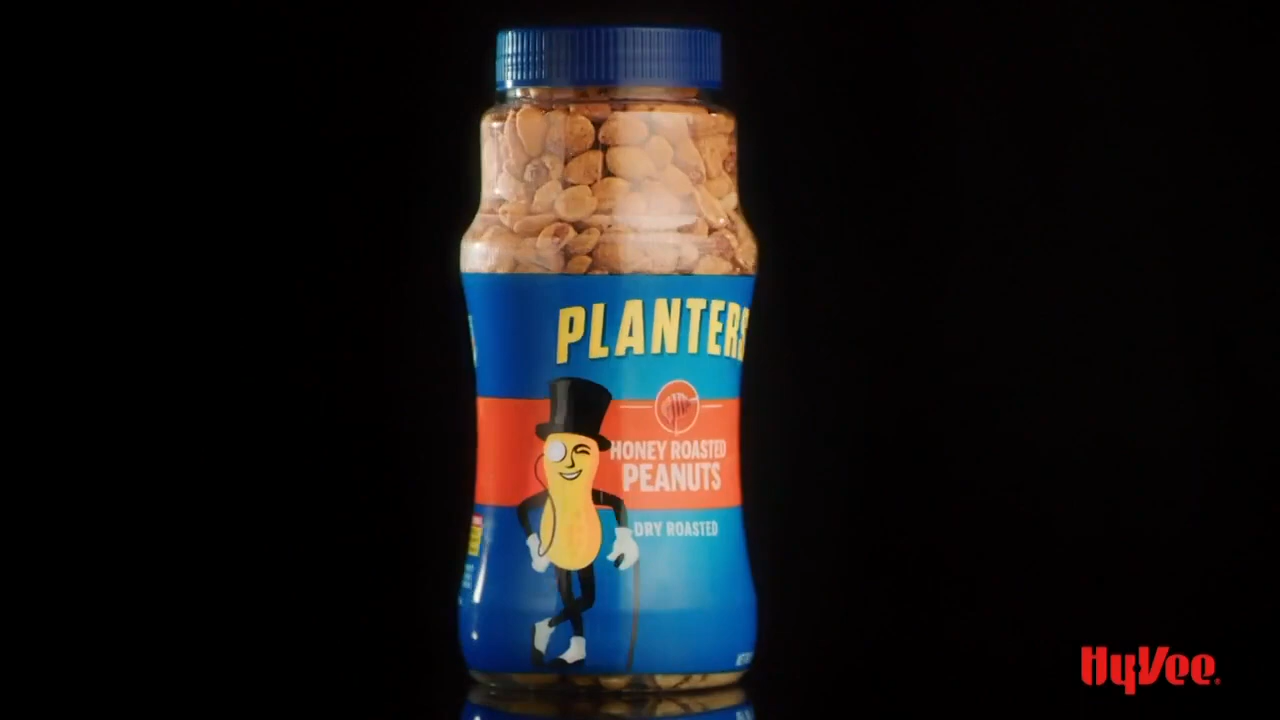 PLANTERS
HONEY ROASTED
PEANUTS
DRY ROASTED
HyVee